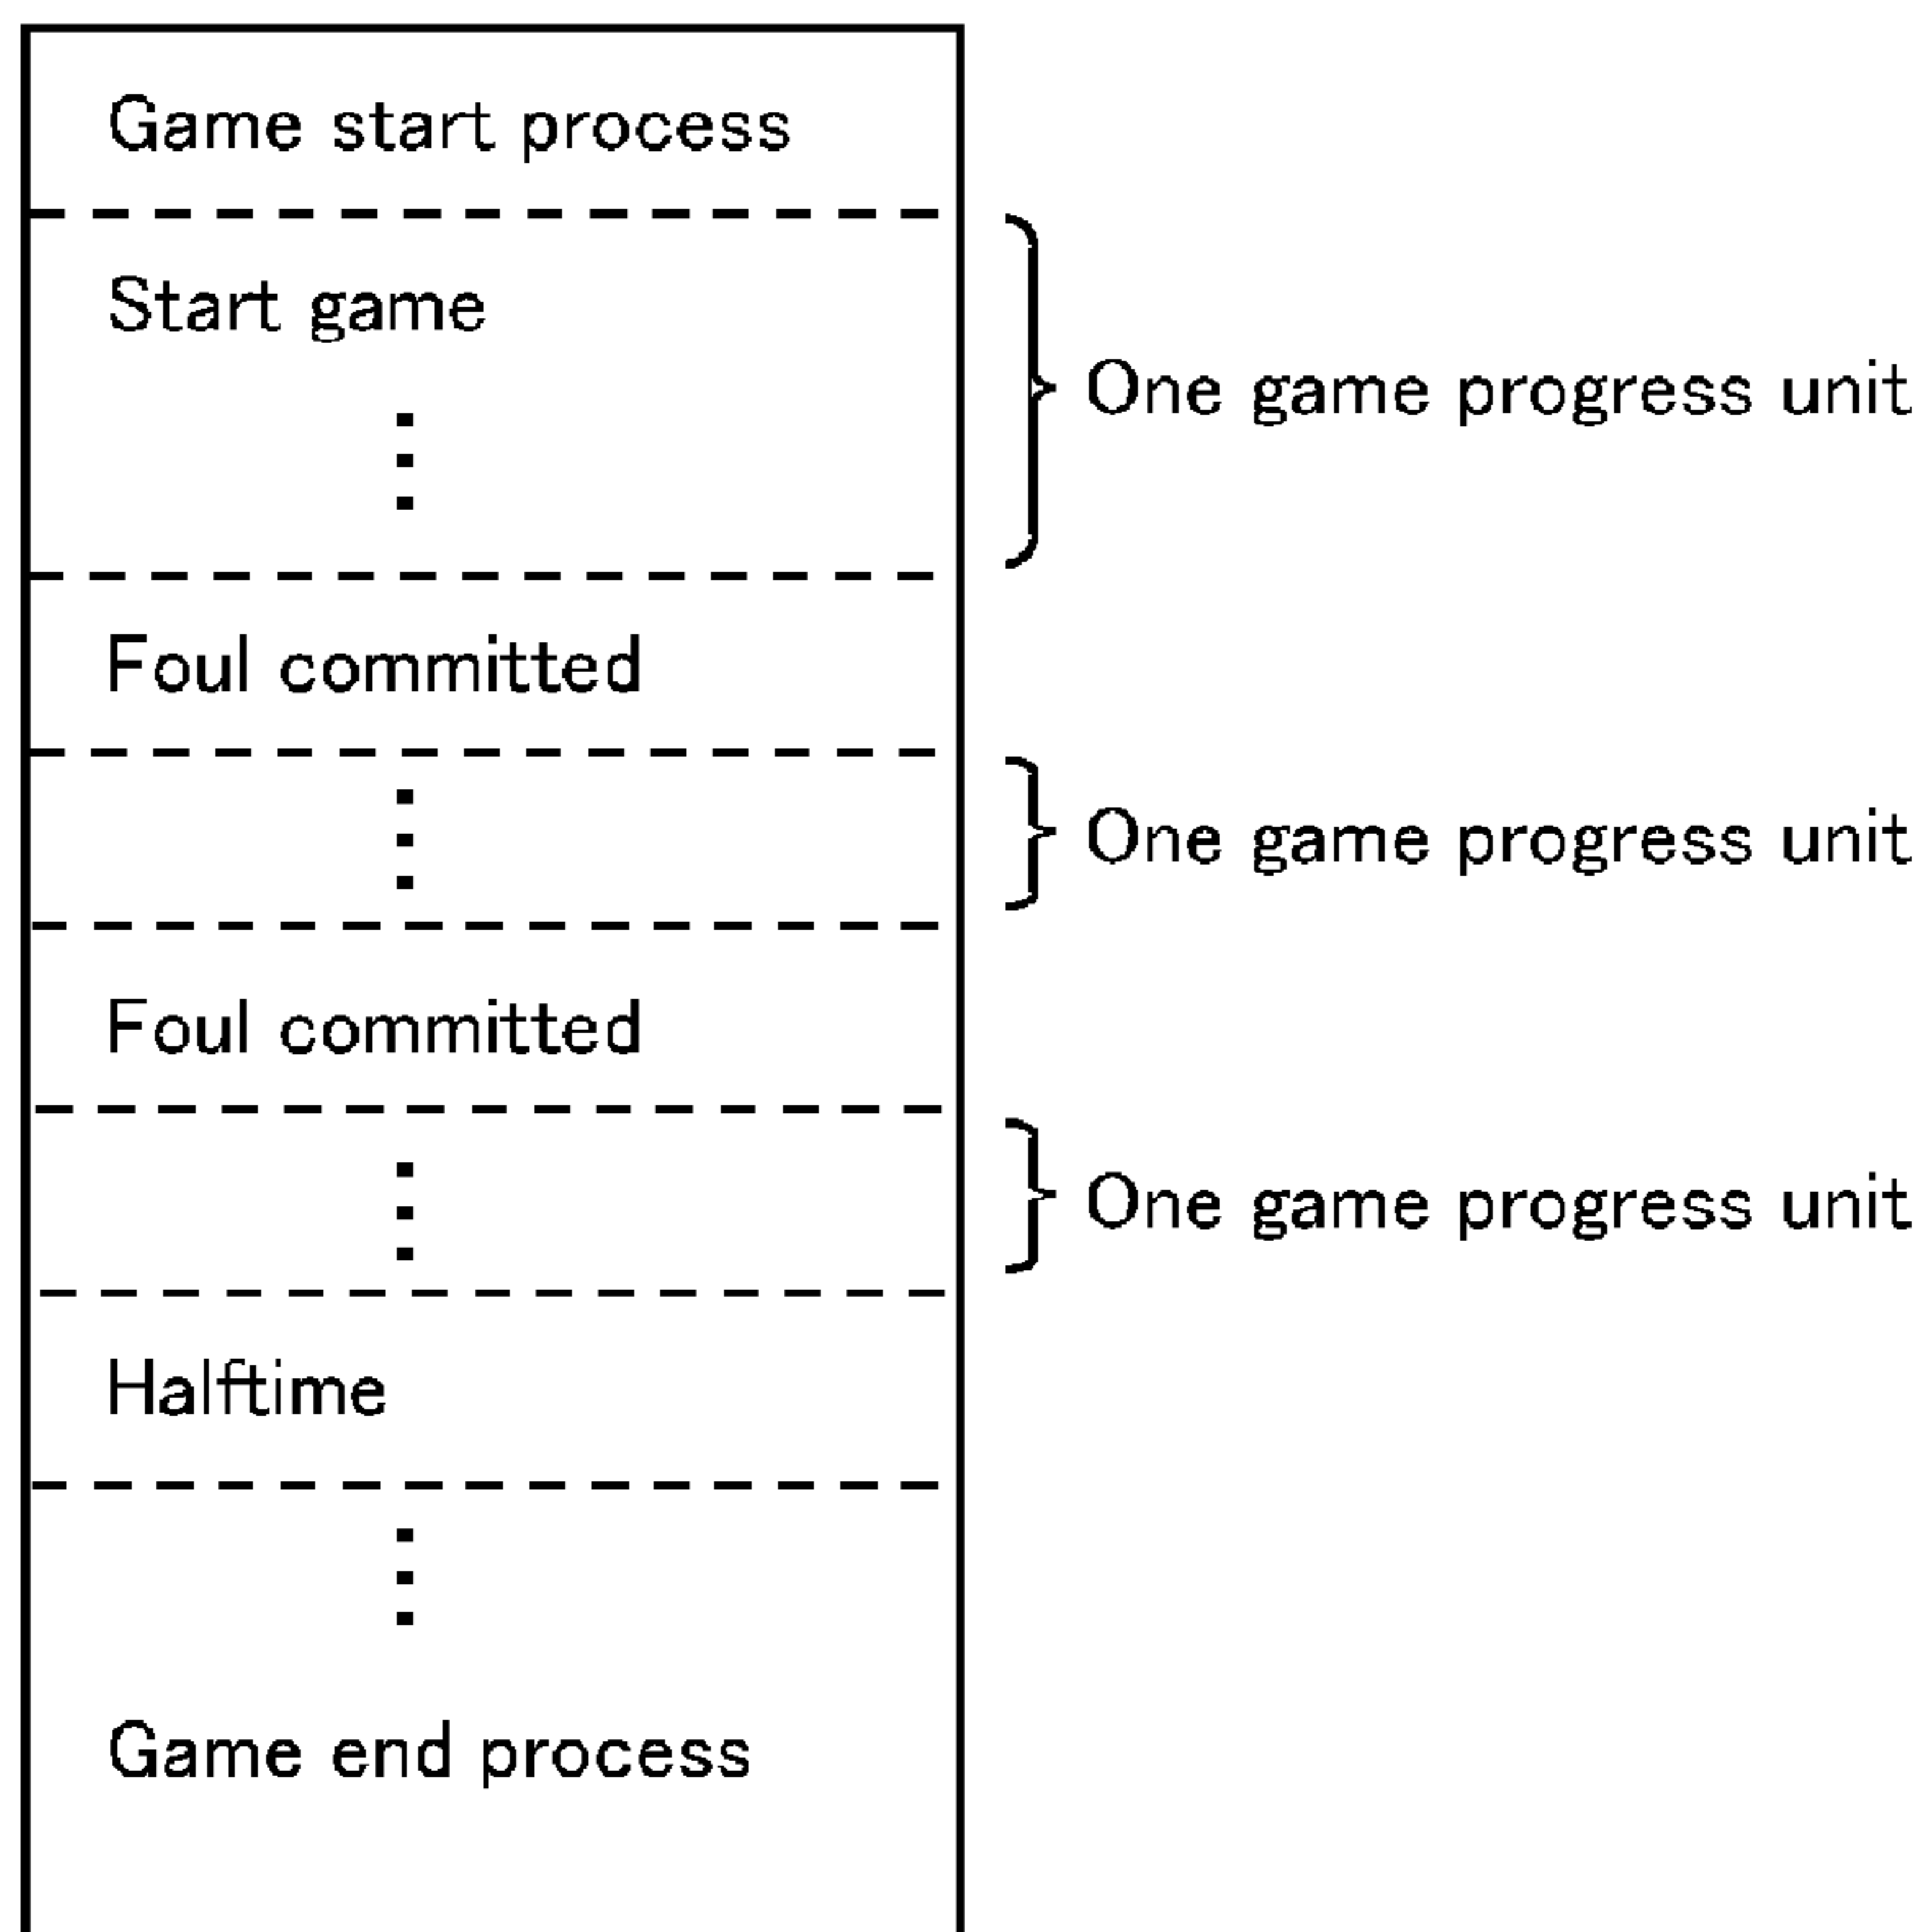 Game start process
Start game
One game progress unit
Foul committed
One game progress unit
Foul committed
One game progress unit
Halftime
Game end process